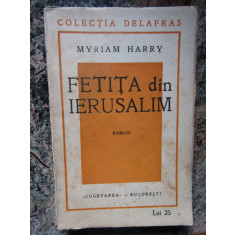 COLECȚIA DELAFRAS
MYRIAM HARRY
FETIȚA din
IERUSALIM
ROMAN
«CUGETAREA» — BUCUREȘTI
Lei 25